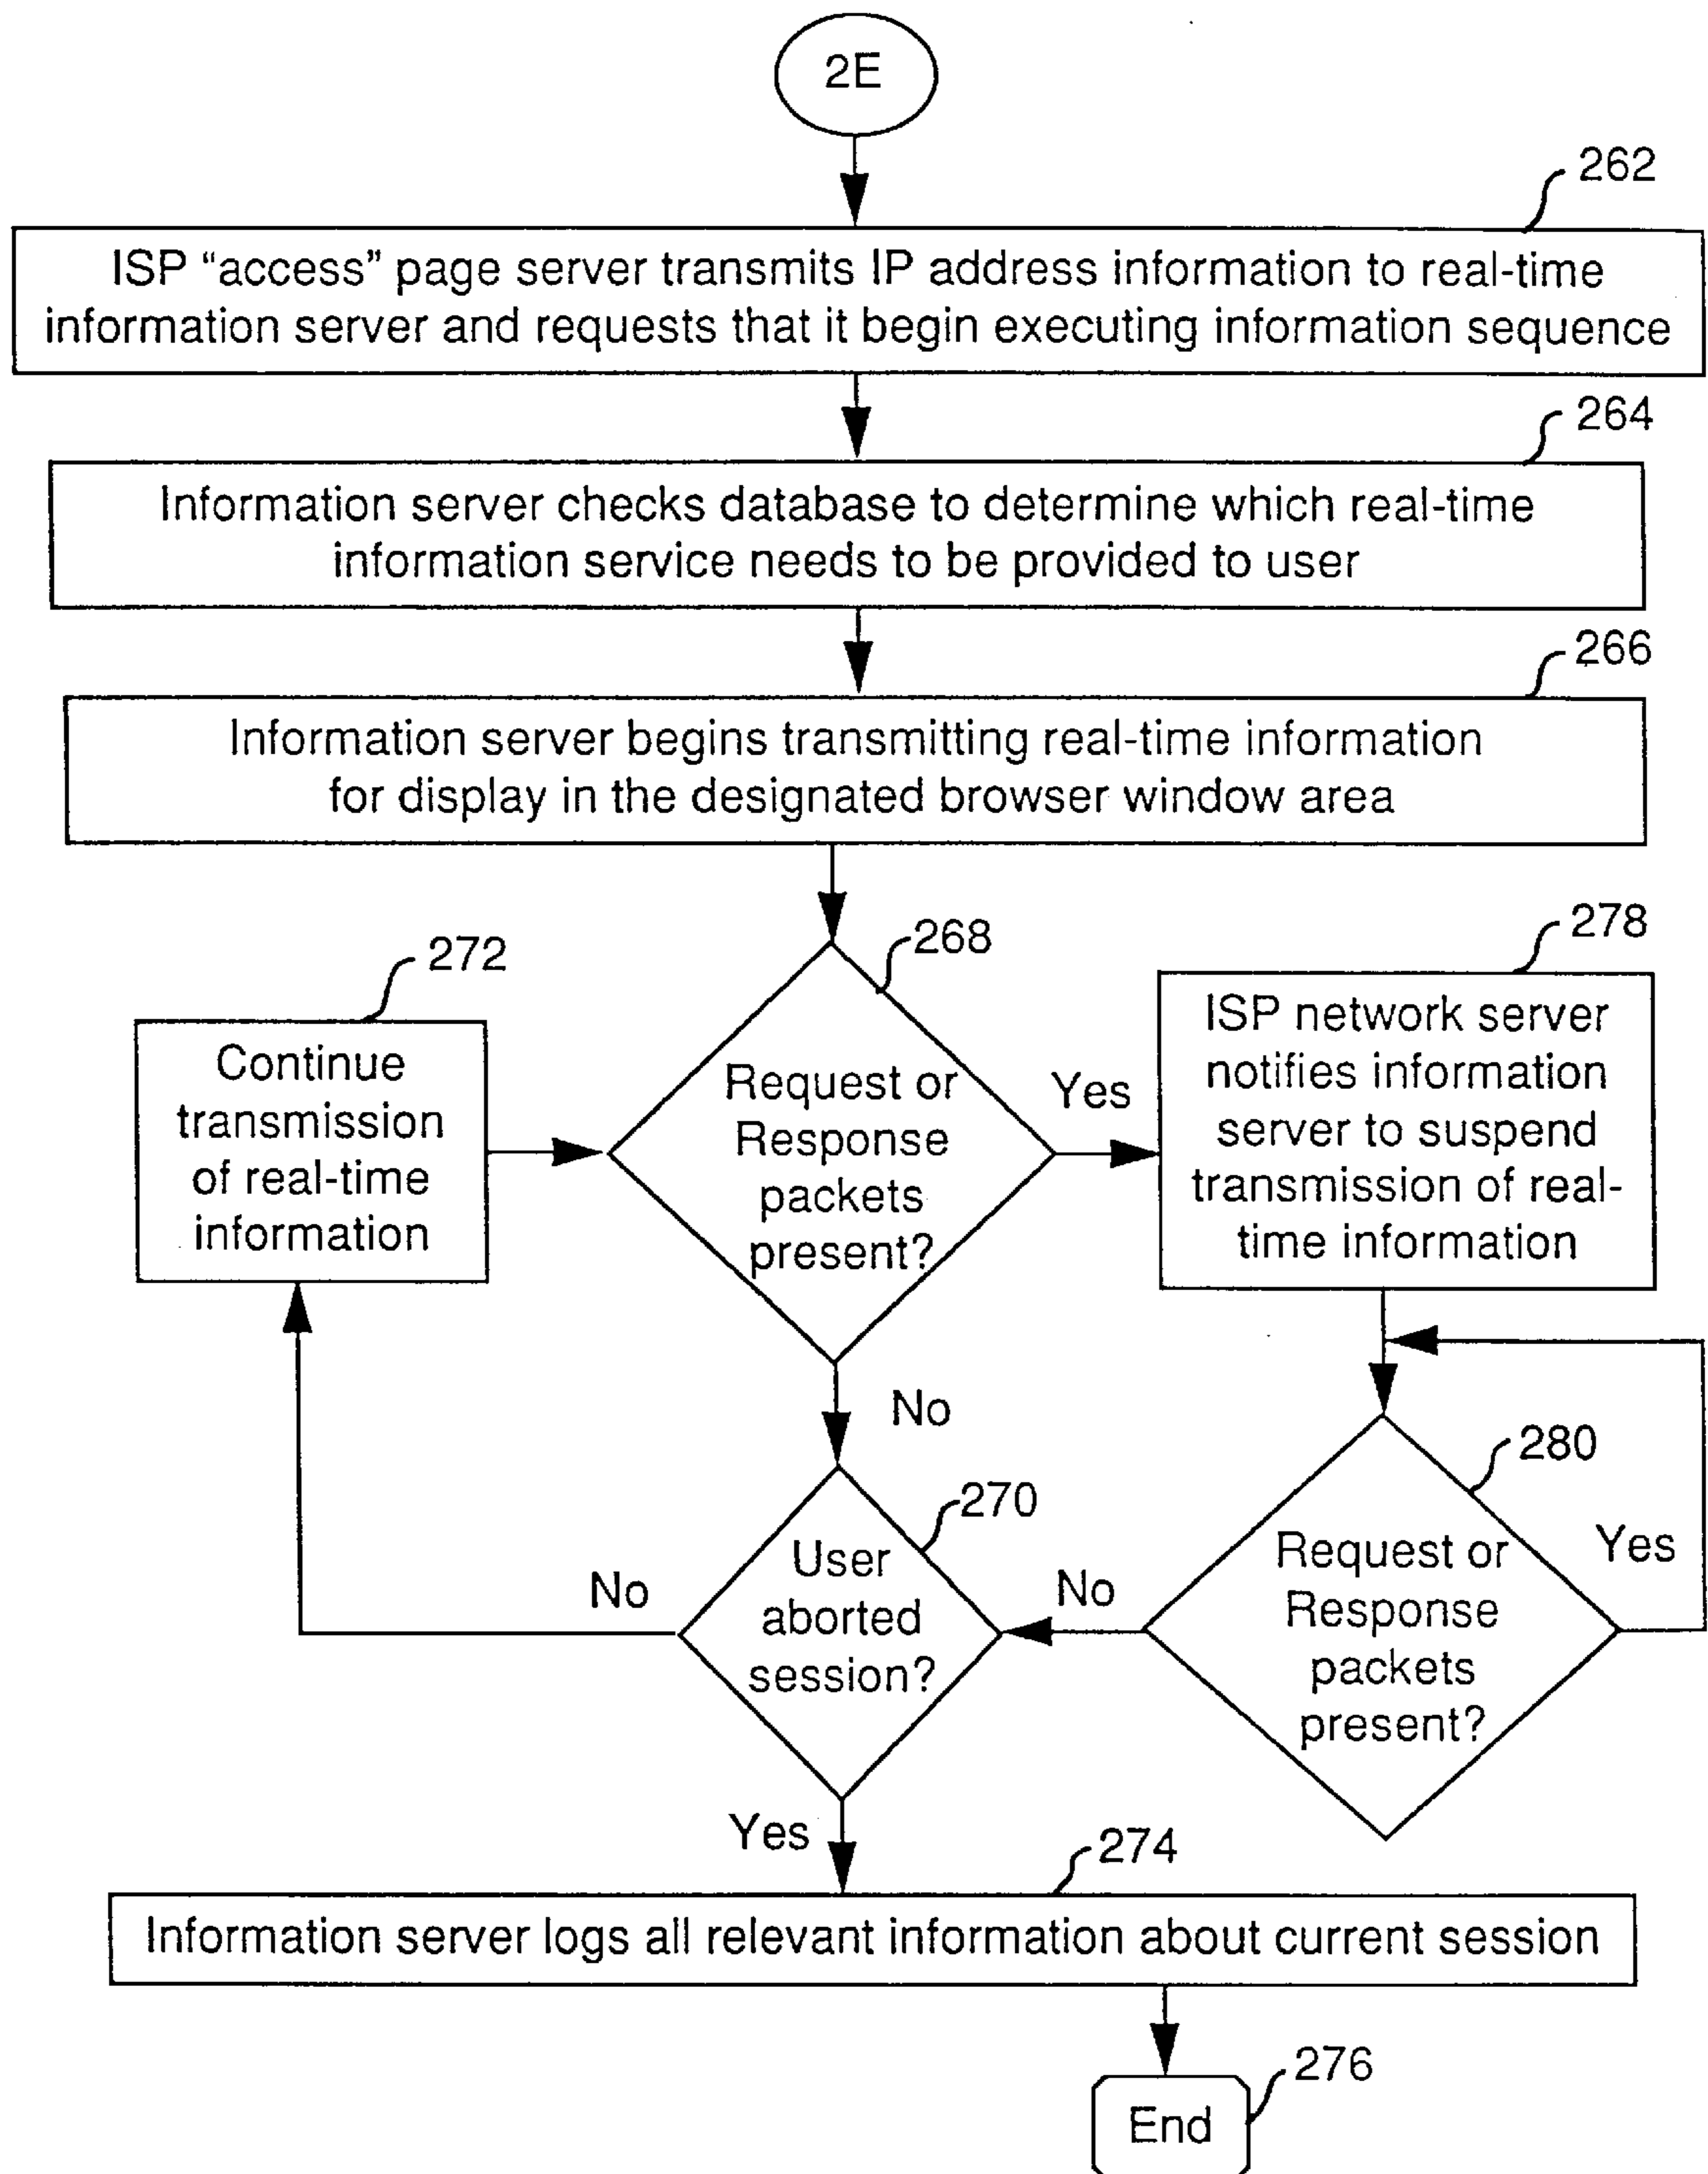 2E
262
ISP “access” page server transmits IP address information to real-time
information server and requests that it begin executing information sequence
264
Information server checks database to determine which real-time
information service needs to be provided to user
266
Information server begins transmitting real-time information
for display in the designated browser window area
268
Request or
Response
packets
present?
Yes
No
272
Continue
transmission
of real-time
information
278
ISP network server
notifies information
server to suspend
transmission of real-
time information
280
Request or
Response
packets
present?
Yes
No
270
User
aborted
session?
No
Yes
274
Information server logs all relevant information about current session
276
End